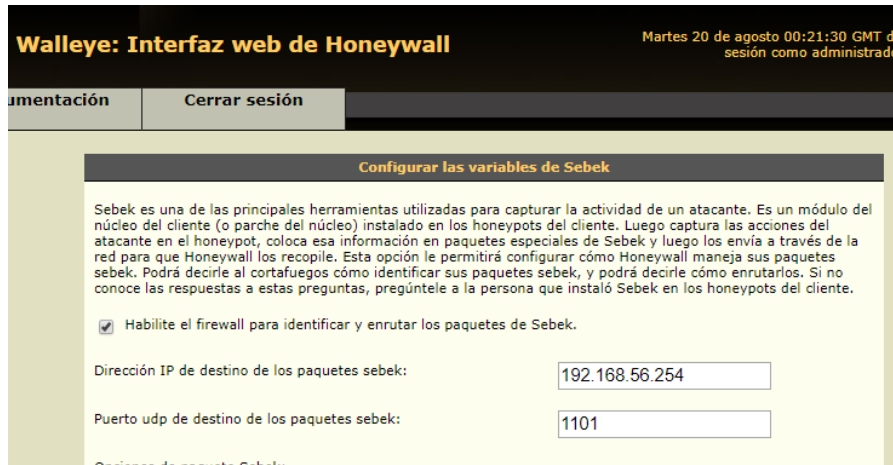 Walleye: Interfaz web de Honeywall
Martes 20 de agosto 00:21:30 GMT d
sesión como administrado
umentación
Cerrar sesión
Configurar las variables de Sebek
Sebek es una de las principales herramientas utilizadas para capturar la actividad de un atacante. Es un módulo del
núcleo del cliente (o parche del núcleo) instalado en los honeypots del cliente. Luego captura las acciones del
atacante en el honeypot, coloca esa información en paquetes especiales de Sebek y luego los envía a través de la
red para que Honeywall los recopile. Esta opción le permitirá configurar cómo Honeywall maneja sus paquetes
sebek. Podrá decirle al cortafuegos cómo identificar sus paquetes sebek, y podrá decirle cómo enrutarlos. Si no
conoce las respuestas a estas preguntas, pregúntele a la persona que instaló Sebek en los honeypots del cliente.
Habilite el firewall para identificar y enrutar los paquetes de Sebek.
Dirección IP de destino de los paquetes sebek:
192.168.56.254
Puerto udp de destino de los paquetes sebek:
1101
Opciones de paquete Sebek: